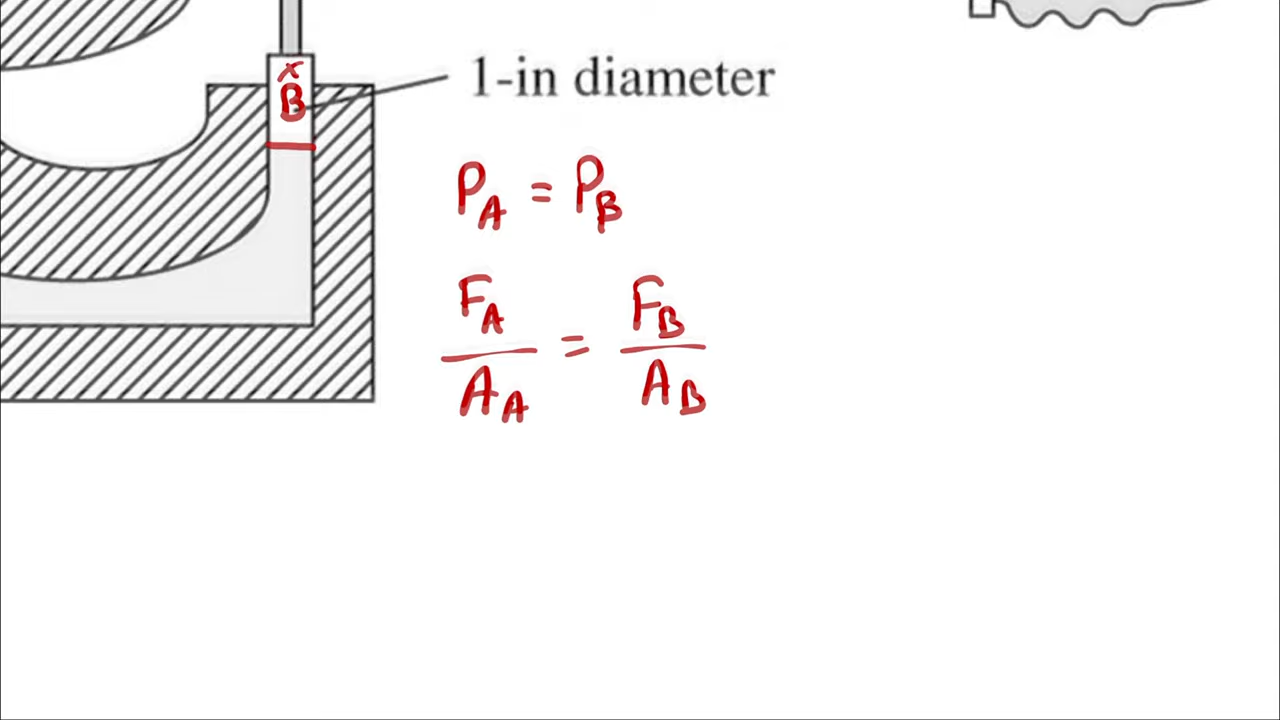 1-in diameter
x
B
P_A = P_B
F_A / A_A = F_B / A_B